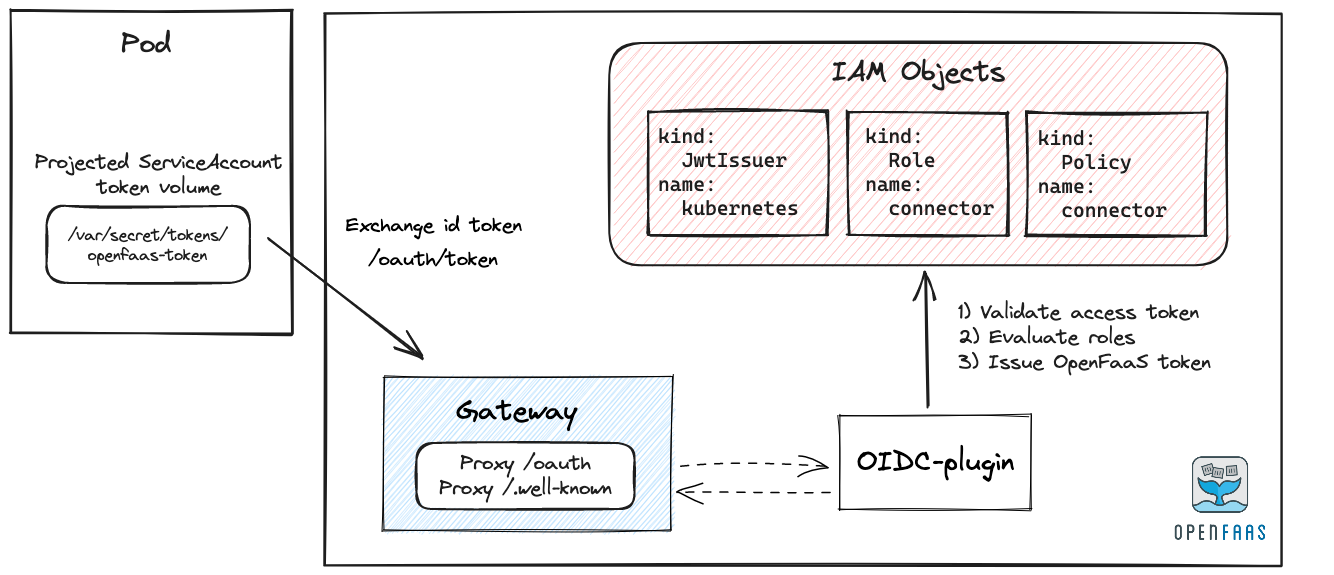 Pod
Projected ServiceAccount
token volume
/var/secret/tokens/
openfaas-token
Exchange id token
/oauth/token
IAM Objects
kind:
JwtIssuer
name:
kubernetes
kind:
Role
name:
connector
kind:
Policy
name:
connector
1) Validate access token
2) Evaluate roles
3) Issue OpenFaaS token
Gateway
Proxy /oauth
Proxy /.well-known
OIDC-plugin
OPENFAAS